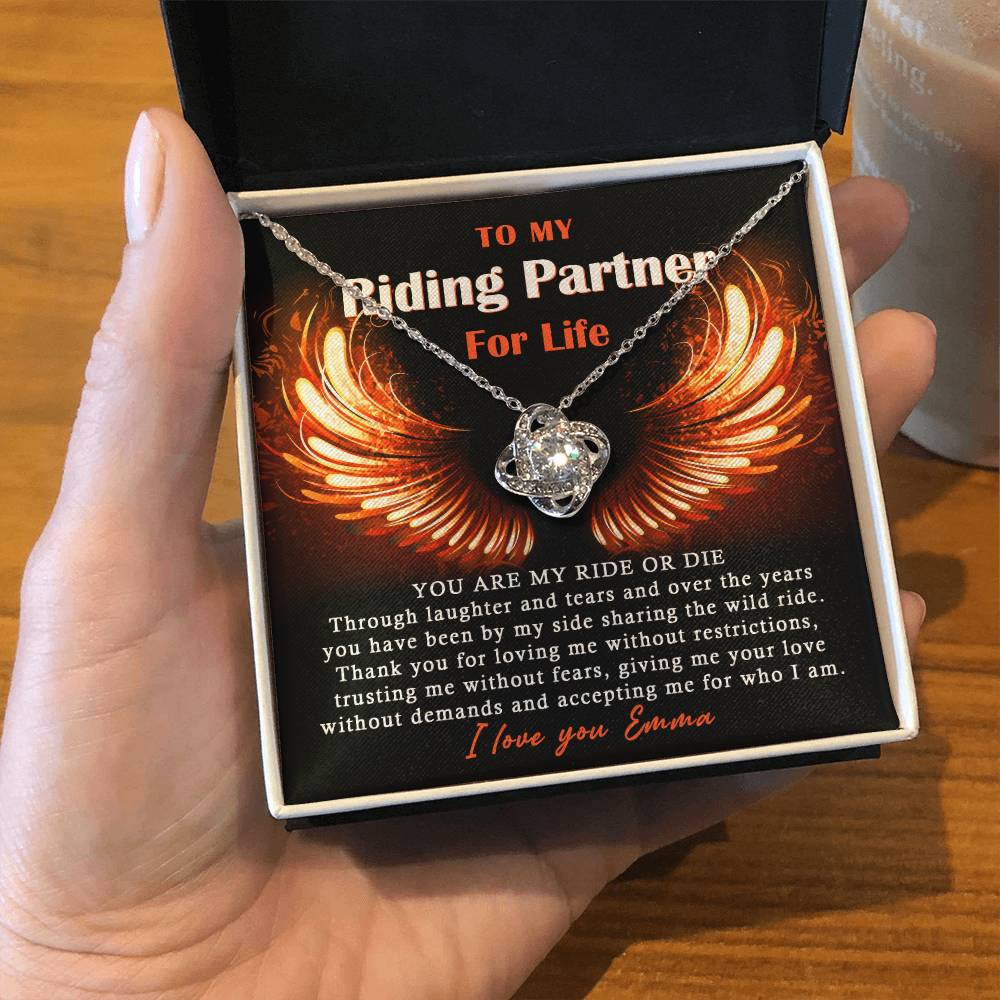 TO MY
Riding Partner
For Life
YOU ARE MY RIDE OR DIE
Through laughter and tears and over the years
you have been by my side sharing the wild ride.
Thank you for loving me without restrictions,
trusting me without fears, giving me your love
without demands and accepting me for who I am.
I love you Emma